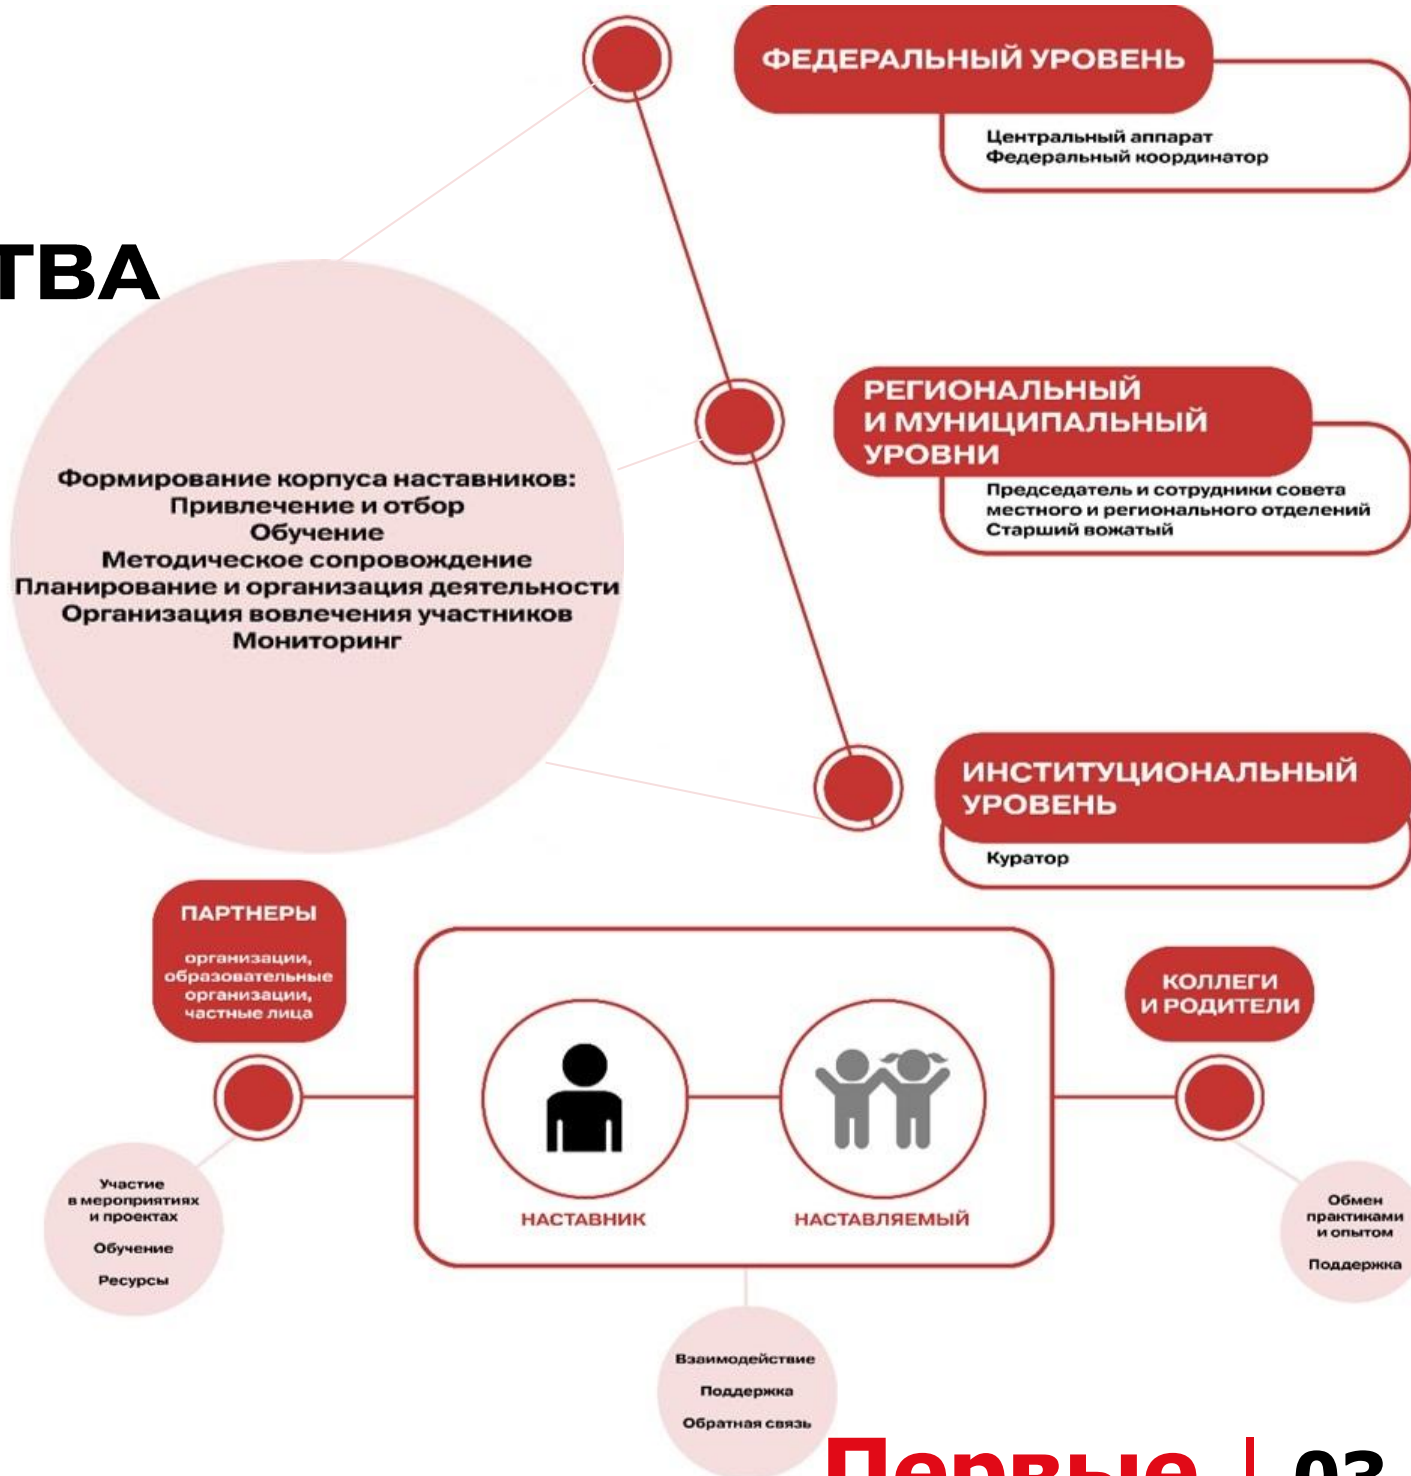 ФЕДЕРАЛЬНЫЙ УРОВЕНЬ
Центральный аппарат
Федеральный координатор
ТВА
РЕГИОНАЛЬНЫЙ
И МУНИЦИПАЛЬНЫЙ
УРОВНИ
Председатель и сотрудники совета
местного и регионального отделений
Старший вожатый
Формирование корпуса наставников:
Привлечение и отбор
Обучение
Методическое сопровождение
Планирование и организация деятельности
Организация вовлечения участников
Мониторинг
ИНСТИТУЦИОНАЛЬНЫЙ
УРОВЕНЬ
Куратор
ПАРТНЕРЫ
организации,
образовательные
организации,
частные лица
КОЛЛЕГИ
И РОДИТЕЛИ
НАСТАВНИК
НАСТАВЛЯЕМЫЙ
Участие
в мероприятиях
и проектах
Обучение
Ресурсы
Обмен
практиками
и опытом
Поддержка
Взаимодействие
Поддержка
Обратная связь
Первые | 03